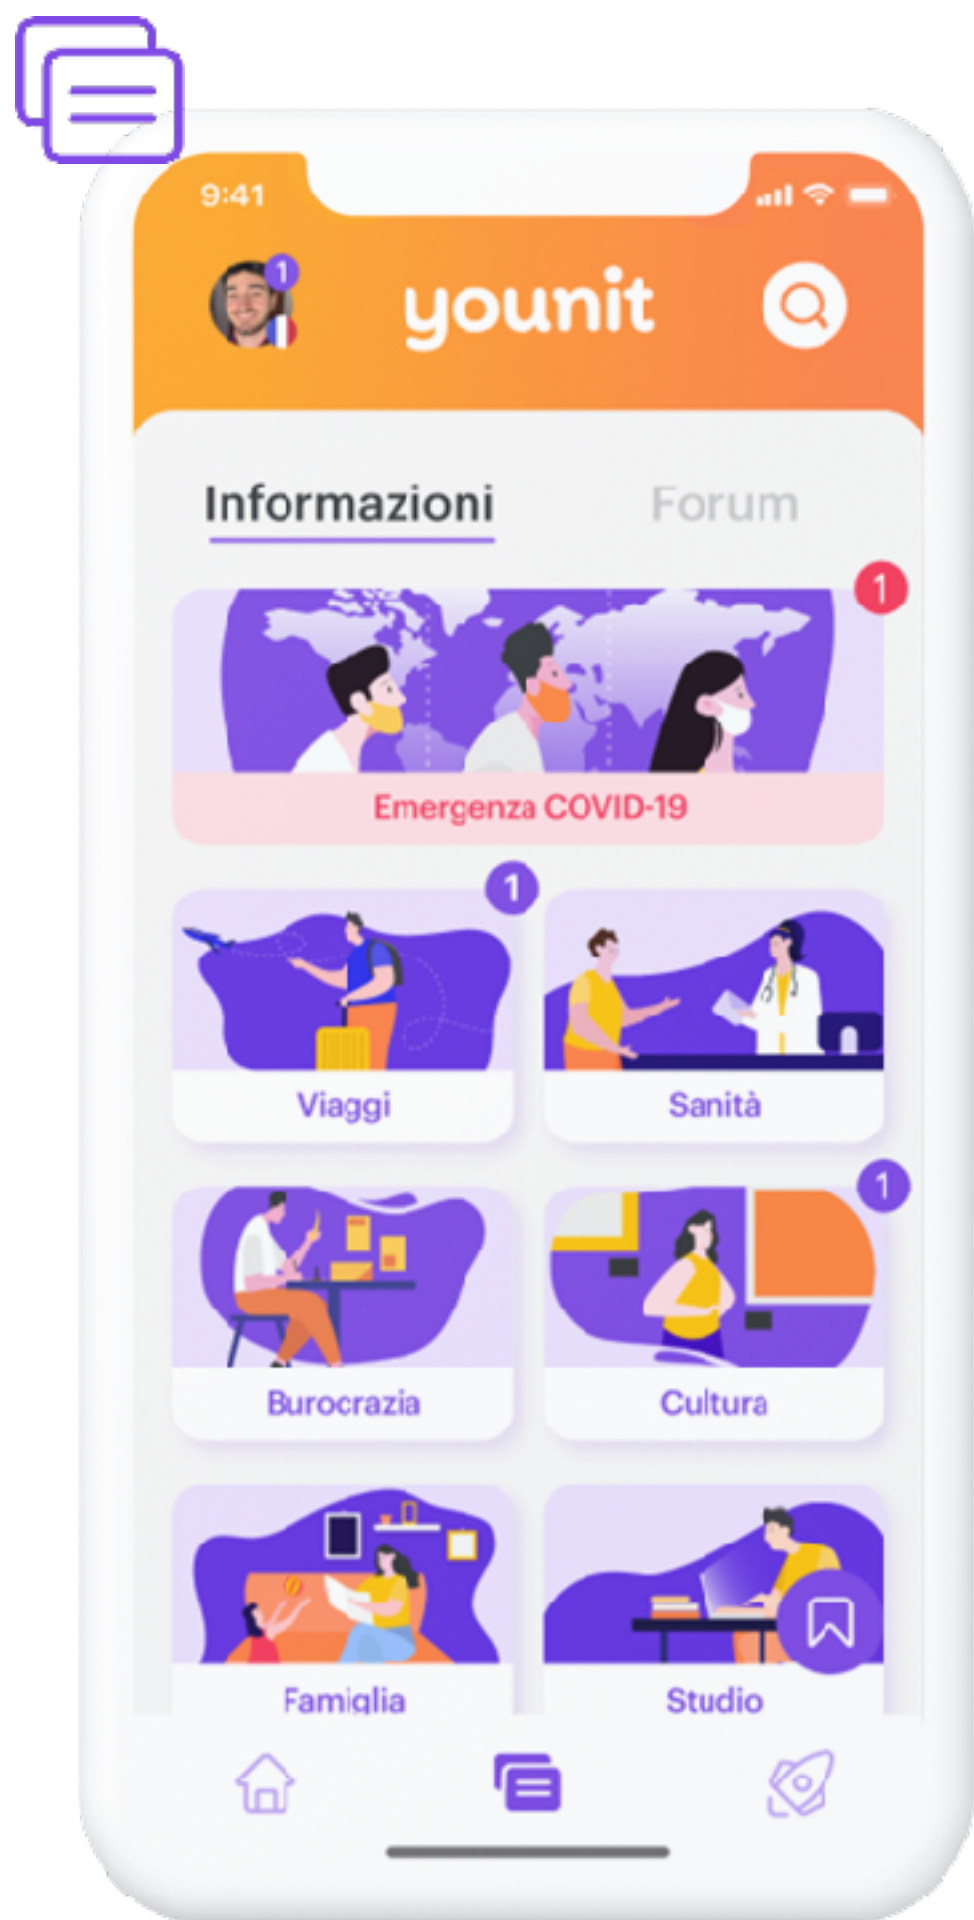 9:41
1
younit
Informazioni Forum
1
Emergenza COVID-19
1
Viaggi Sanità
1
Burocrazia Cultura
Famiglia Studio